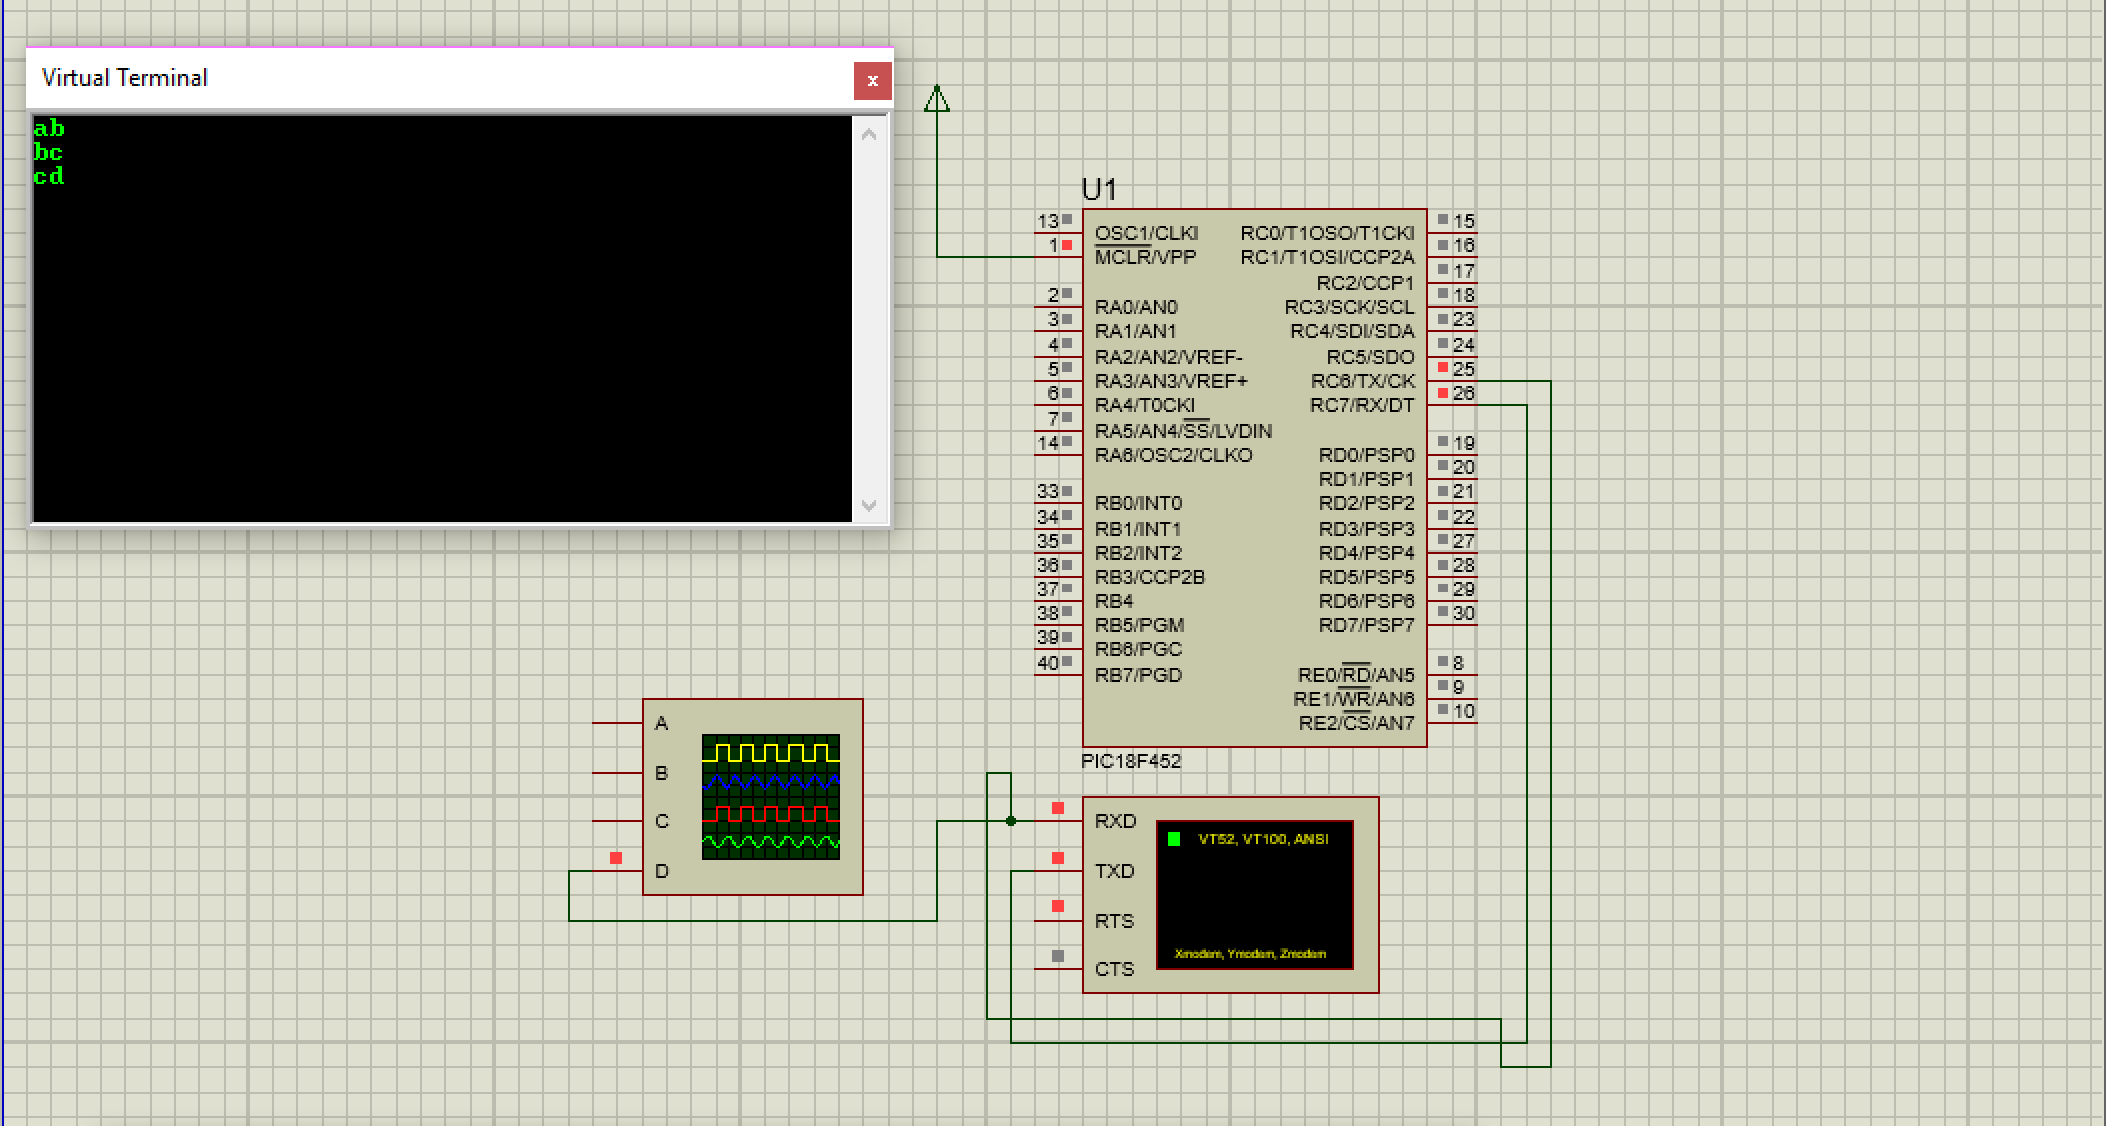 Virtual Terminal
x
ab
bc
cd
U1
13 OSC1/CLKI
1 MCLR/VPP
2 RA0/AN0
3 RA1/AN1
4 RA2/AN2/VREF-
5 RA3/AN3/VREF+
6 RA4/T0CKI
7 RA5/AN4/SS/LVDIN
14 RA6/OSC2/CLKO
33 RB0/INT0
34 RB1/INT1
35 RB2/INT2
36 RB3/CCP2B
37 RB4
38 RB5/PGM
39 RB6/PGC
40 RB7/PGD
RC0/T1OSO/T1CKI 15
RC1/T1OSI/CCP2A 16
RC2/CCP1 17
RC3/SCK/SCL 18
RC4/SDI/SDA 23
RC5/SDO 24
RC6/TX/CK 25
RC7/RX/DT 26
RD0/PSP0 19
RD1/PSP1 20
RD2/PSP2 21
RD3/PSP3 22
RD4/PSP4 27
RD5/PSP5 28
RD6/PSP6 29
RD7/PSP7 30
RE0/RD/AN5 8
RE1/WR/AN6 9
RE2/CS/AN7 10
PIC18F452
A
B
C
D
RXD
TXD
RTS
CTS
VT52, VT100, ANSI
Xmodem, Ymodem, Zmodem